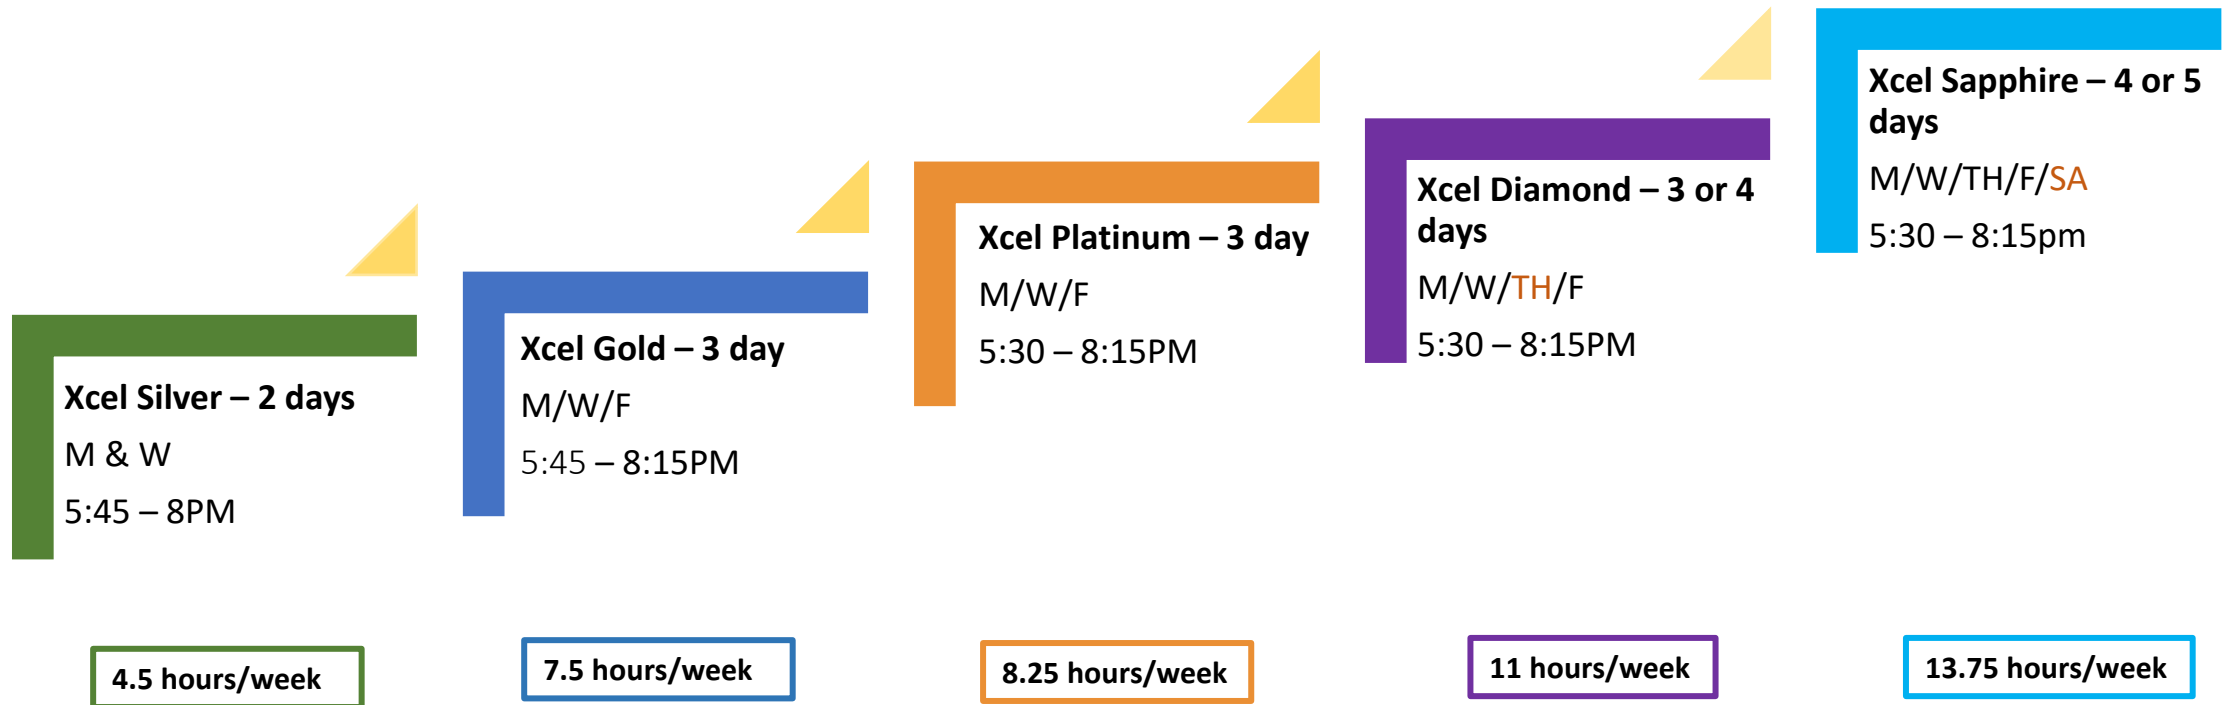 Xcel Silver – 2 days
M & W
5:45 – 8PM
4.5 hours/week
Xcel Gold – 3 day
M/W/F
5:45 – 8:15PM
7.5 hours/week
Xcel Platinum – 3 day
M/W/F
5:30 – 8:15PM
8.25 hours/week
Xcel Diamond – 3 or 4
days
M/W/TH/F
5:30 – 8:15PM
11 hours/week
Xcel Sapphire – 4 or 5
days
M/W/TH/F/SA
5:30 – 8:15pm
13.75 hours/week